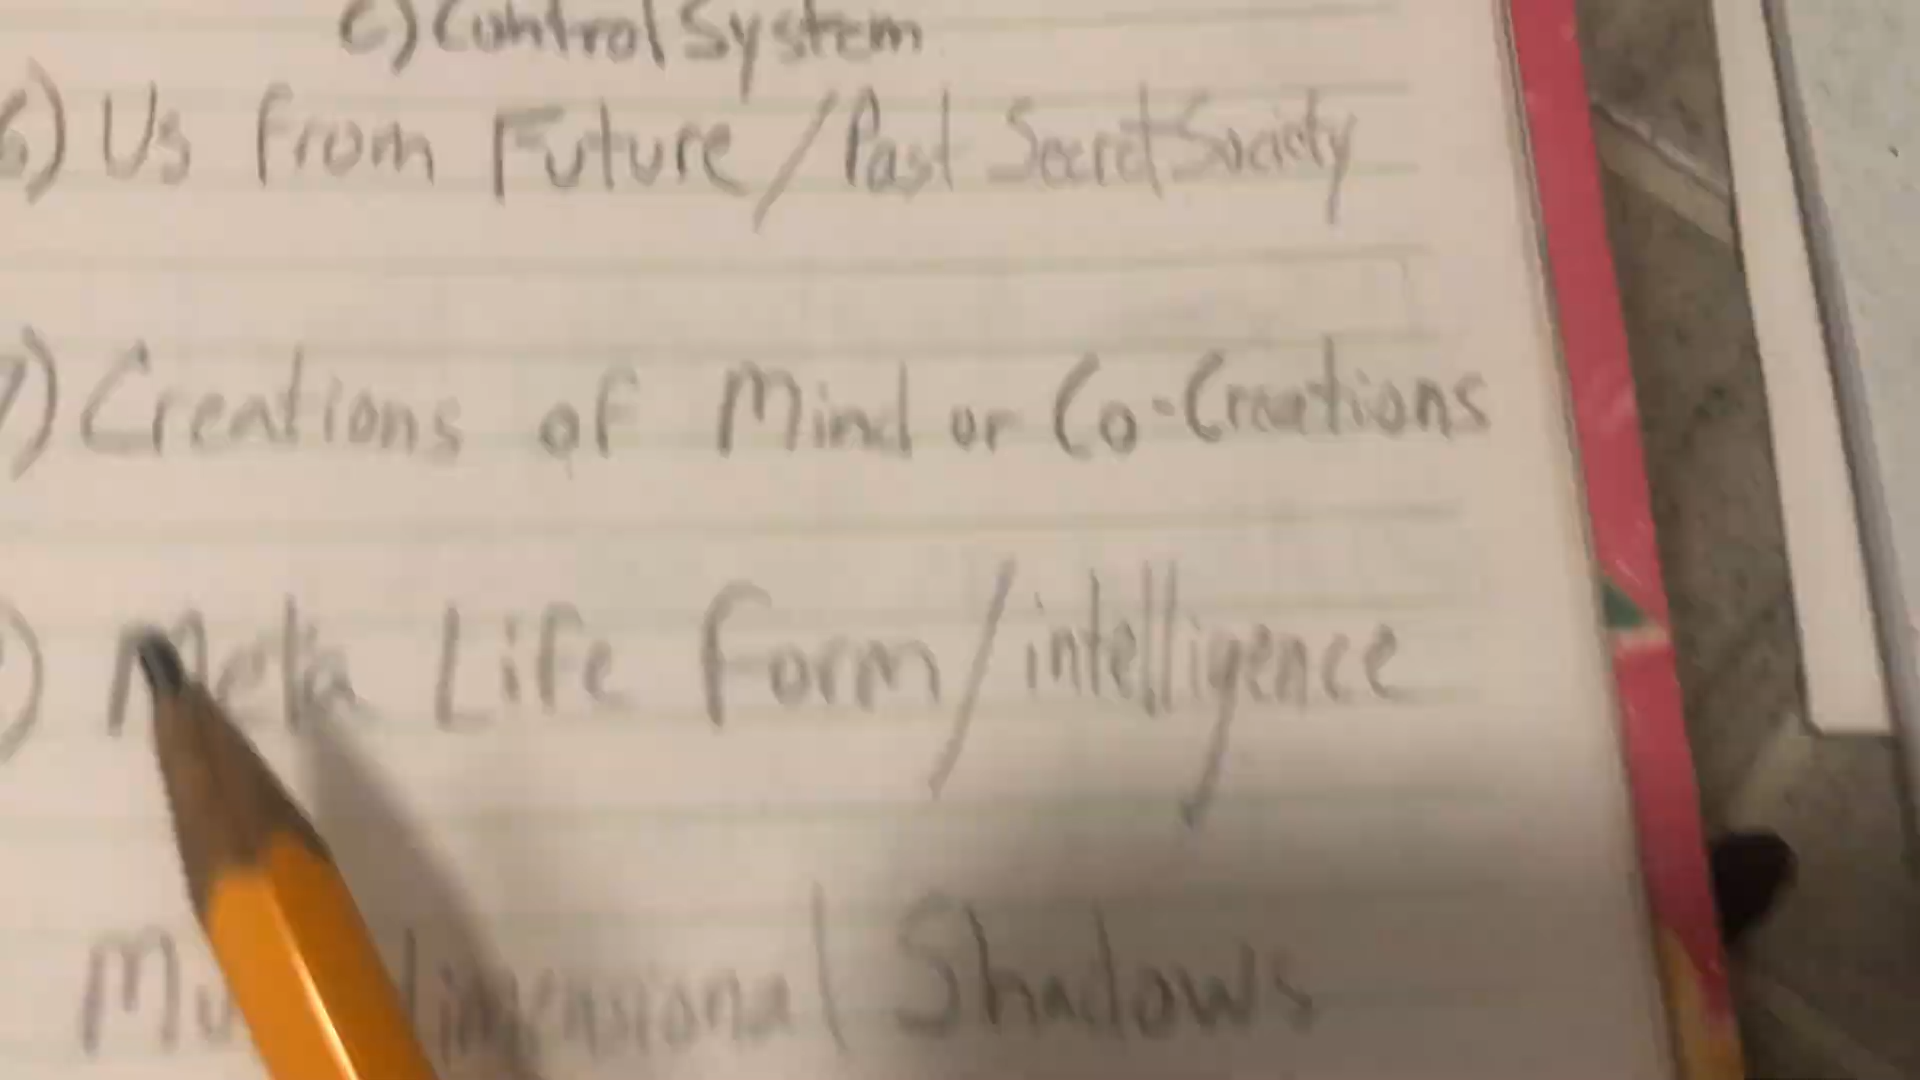 c) Control System
6) Us From Future/Past Secret Society
7) Creations of Mind or Co-Creations
) Meta Life Form/intelligence
Shadows